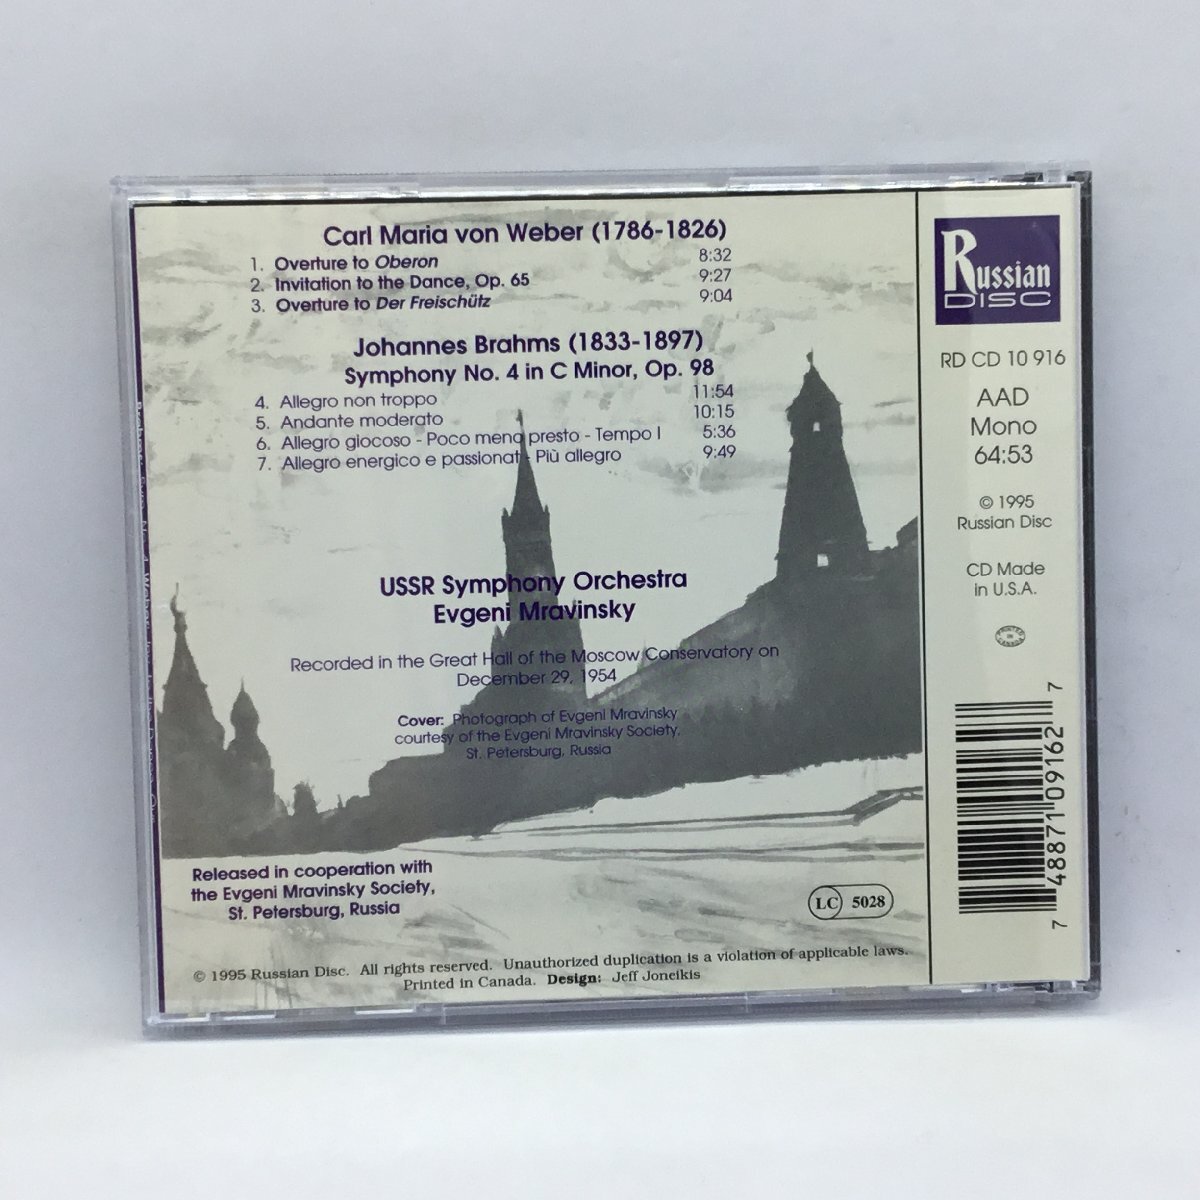 Carl Maria von Weber (1786-1826)
1. Overture to Oberon 8:32
2. Invitation to the Dance, Op. 65 9:27
3. Overture to Der Freischütz 9:04
Johannes Brahms (1833-1897)
Symphony No. 4 in C Minor, Op. 98
4. Allegro non troppo 11:54
5. Andante moderato 10:15
6. Allegro giocoso - Poco meno presto - Tempo I 5:36
7. Allegro energico e passionat - Più allegro 9:49
USSR Symphony Orchestra
Evgeni Mravinsky
Recorded in the Great Hall of the Moscow Conservatory on
December 29, 1954
Cover: Photograph of Evgeni Mravinsky
courtesy of the Evgeni Mravinsky Society,
St. Petersburg, Russia
Released in cooperation with
the Evgeni Mravinsky Society,
St. Petersburg, Russia
LC 5028
© 1995 Russian Disc. All rights reserved. Unauthorized duplication is a violation of applicable laws.
Printed in Canada. Design: Jeff Joneikis
Russian
DISC
RD CD 10 916
AAD
Mono
64:53
© 1995
Russian Disc
CD Made
in U.S.A.
PRINTED
IN
CANADA
7 48871 09162 7